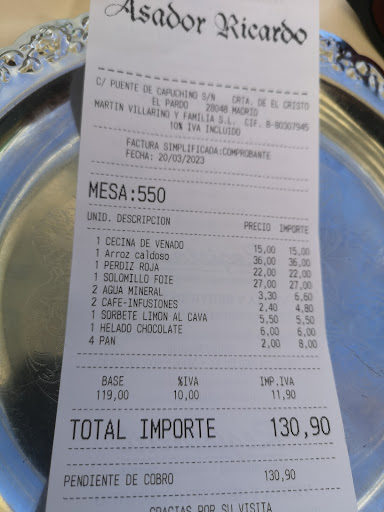 Asador Ricardo
C/ PUENTE DE CAPUCHINO S/N CRTA. DE EL CRISTO
EL PARDO 28048 MADRID
MARTIN VILLARINO Y FAMILIA S.L. CIF. B-80307945
10% IVA INCLUIDO
FACTURA SIMPLIFICADA:COMPROBANTE
FECHA: 20/03/2023
MESA:550
UNID. DESCRIPCION PRECIO IMPORTE
1 CECINA DE VENADO 15,00 15,00
1 Arroz caldoso 36,00 36,00
1 PERDIZ ROJA 22,00 22,00
1 SOLOMILLO FOIE 27,00 27,00
2 AGUA MINERAL 3,30 6,60
2 CAFE-INFUSIONES 2,40 4,80
1 SORBETE LIMON AL CAVA 5,50 5,50
1 HELADO CHOCOLATE 6,00 6,00
4 PAN 2,00 8,00
BASE %IVA IMP.IVA
119,00 10,00 11,90
TOTAL IMPORTE 130,90
PENDIENTE DE COBRO 130,90
GRACIAS POR SU VISITA